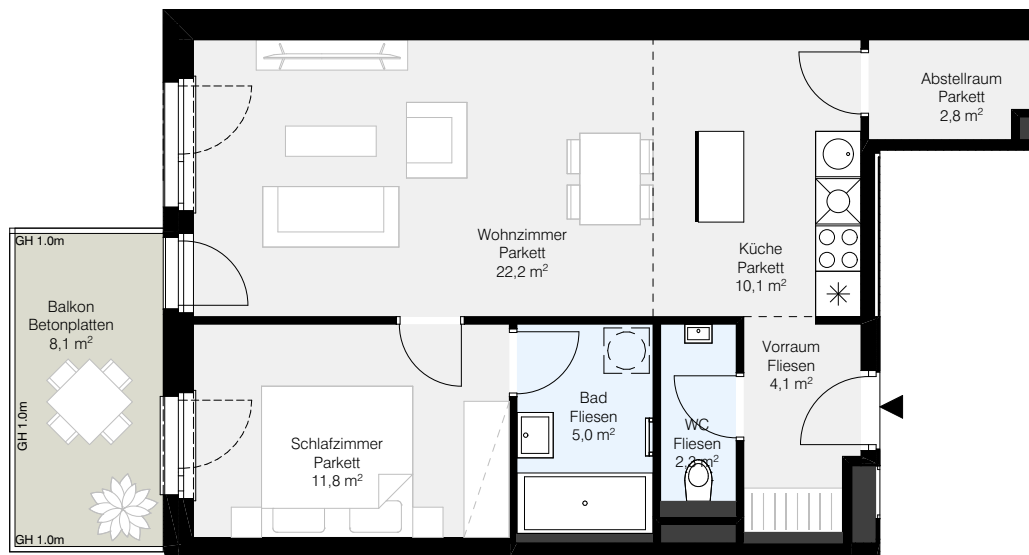 Abstellraum
Parkett
2,8 m²
Wohnzimmer
Parkett
22,2 m²
Küche
Parkett
10,1 m²
GH 1.0m
Balkon
Betonplatten
8,1 m²
GH 1.0m
GH 1.0m
Schlafzimmer
Parkett
11,8 m²
Bad
Fliesen
5,0 m²
WC
Fliesen
2,3 m²
Vorraum
Fliesen
4,1 m²